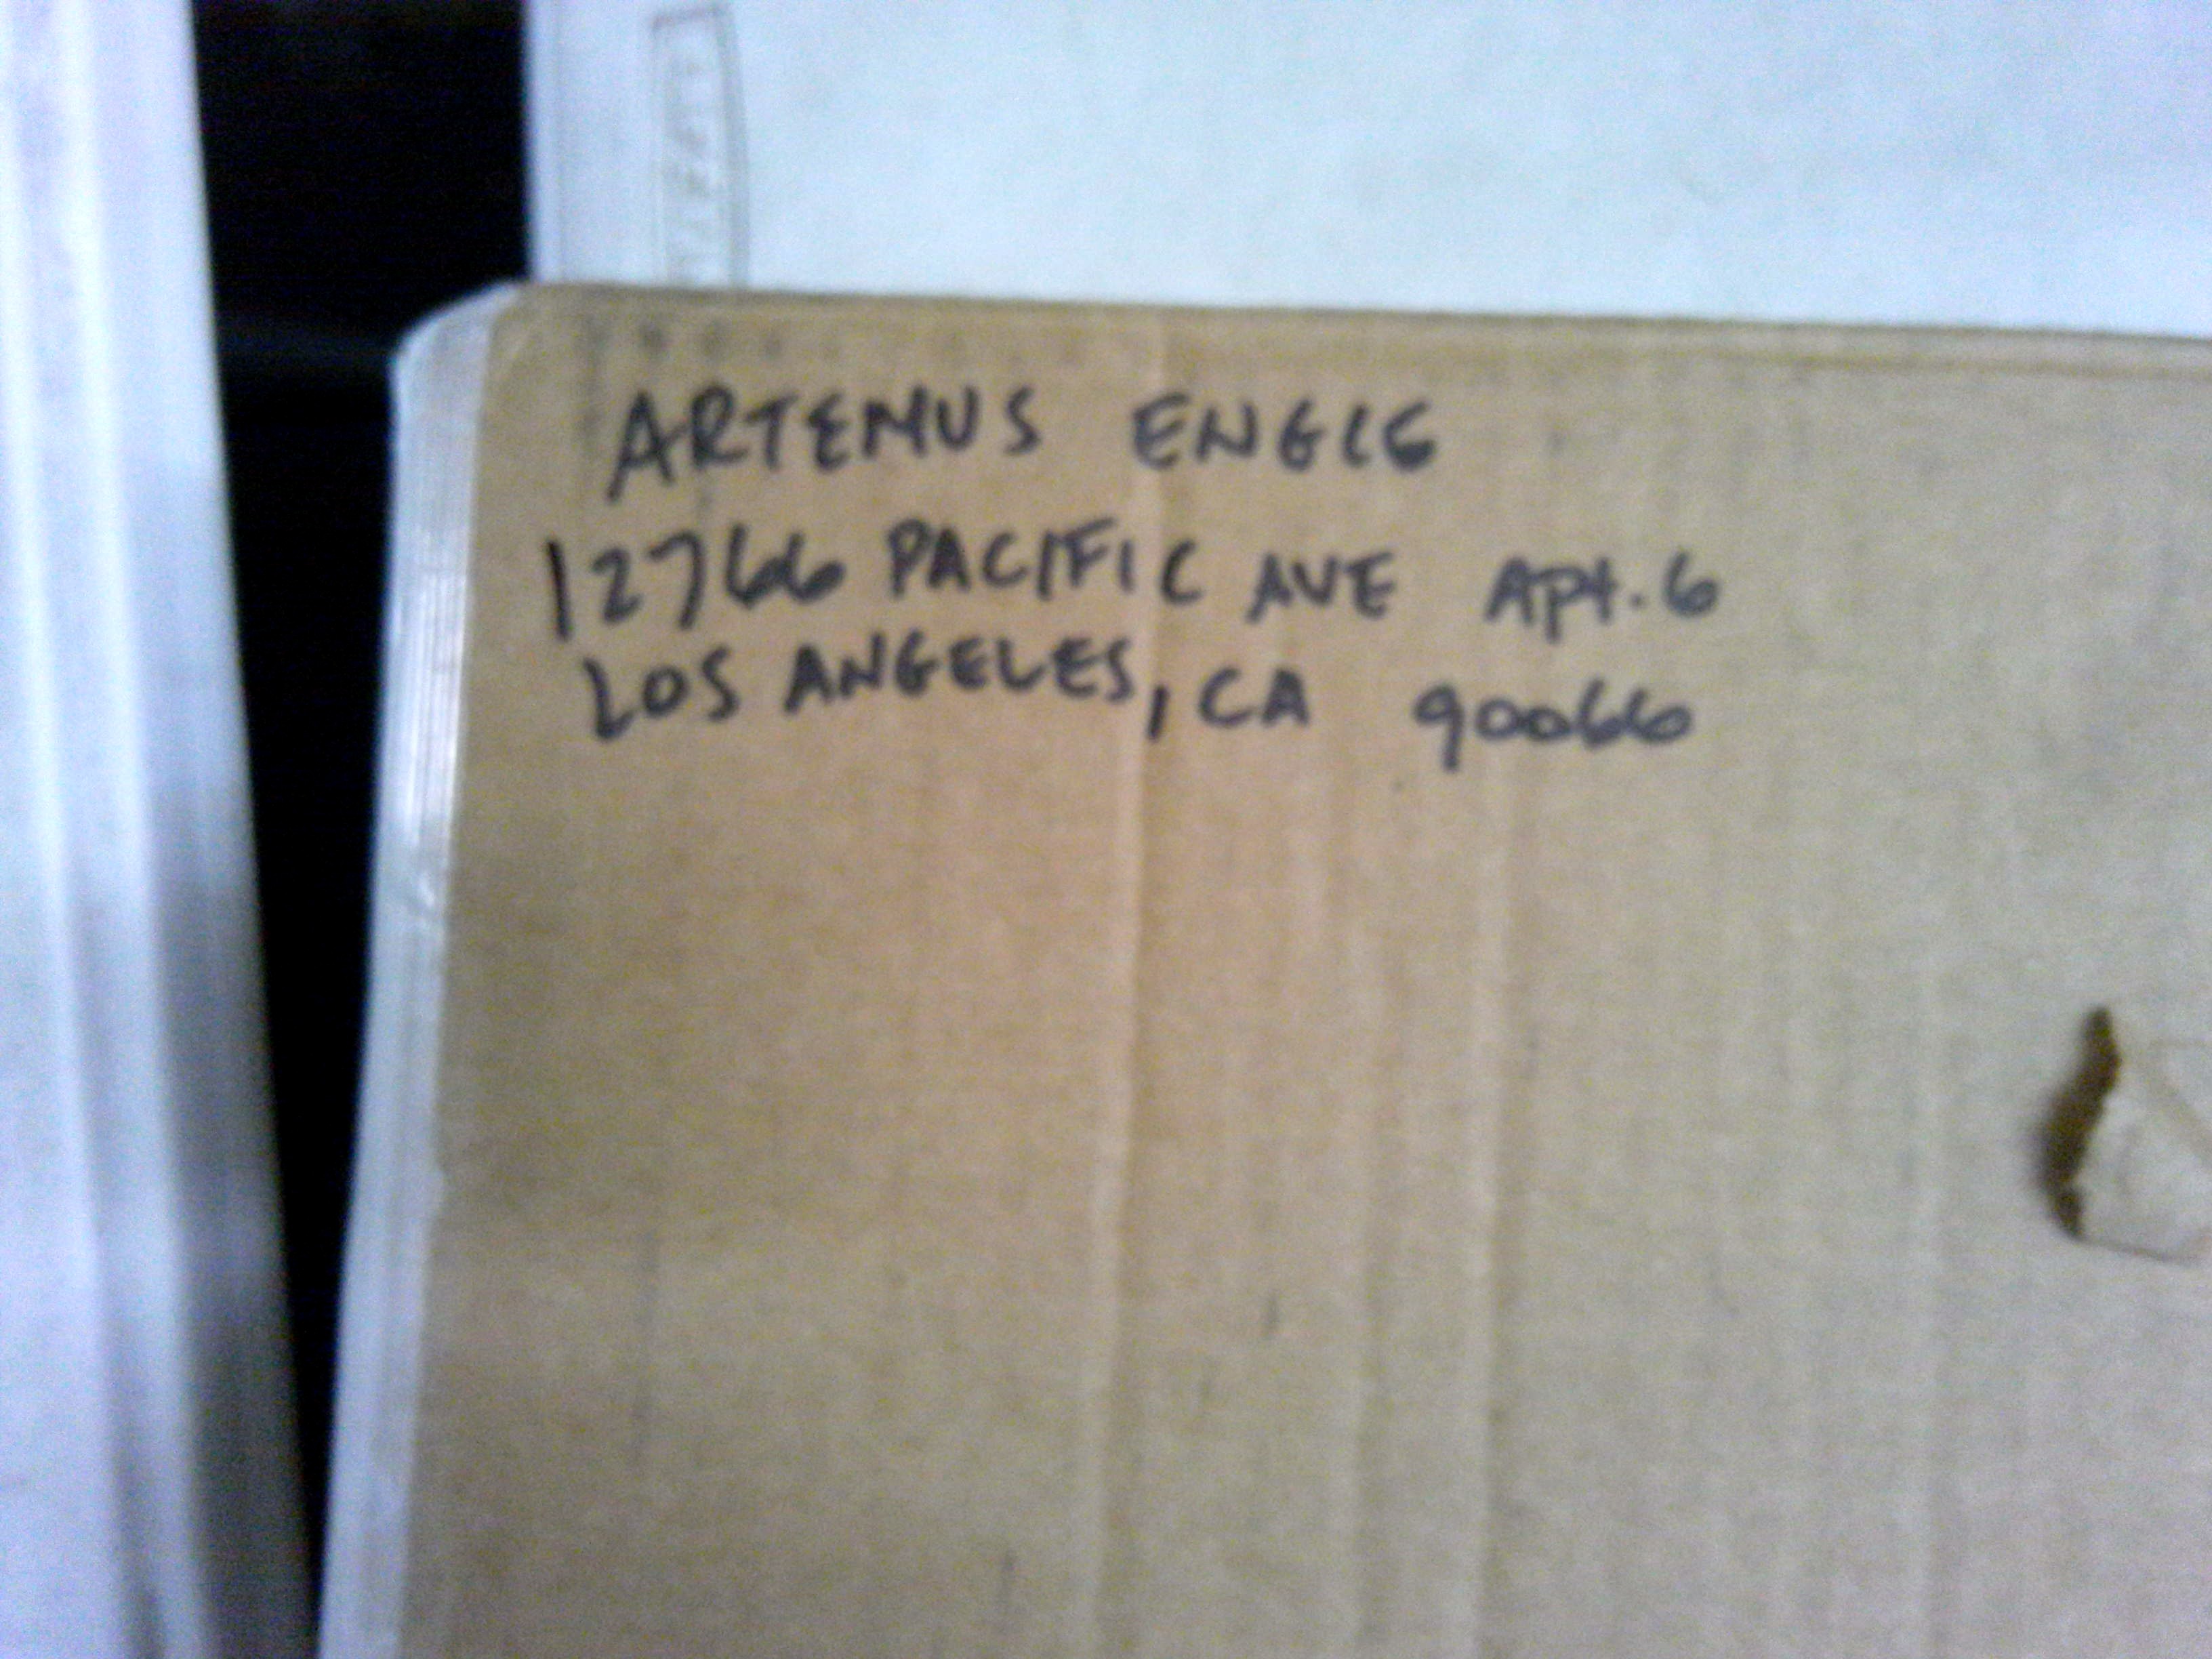 ARTEMUS ENGLE
12766 PACIFIC AVE APt. 6
LOS ANGELES, CA 90066